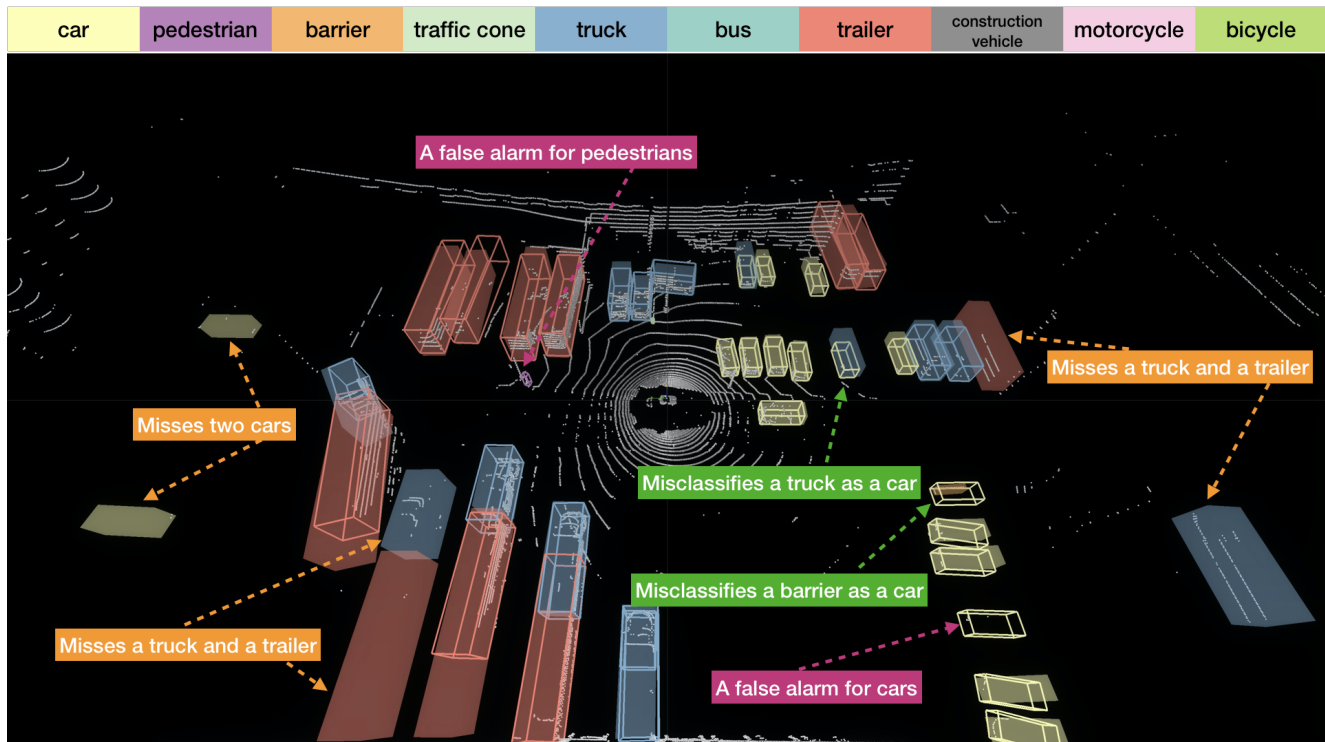 car
pedestrian
barrier
traffic cone
truck
bus
trailer
construction
vehicle
motorcycle
bicycle
A false alarm for pedestrians
Misses a truck and a trailer
Misses two cars
Misclassifies a truck as a car
Misclassifies a barrier as a car
Misses a truck and a trailer
A false alarm for cars